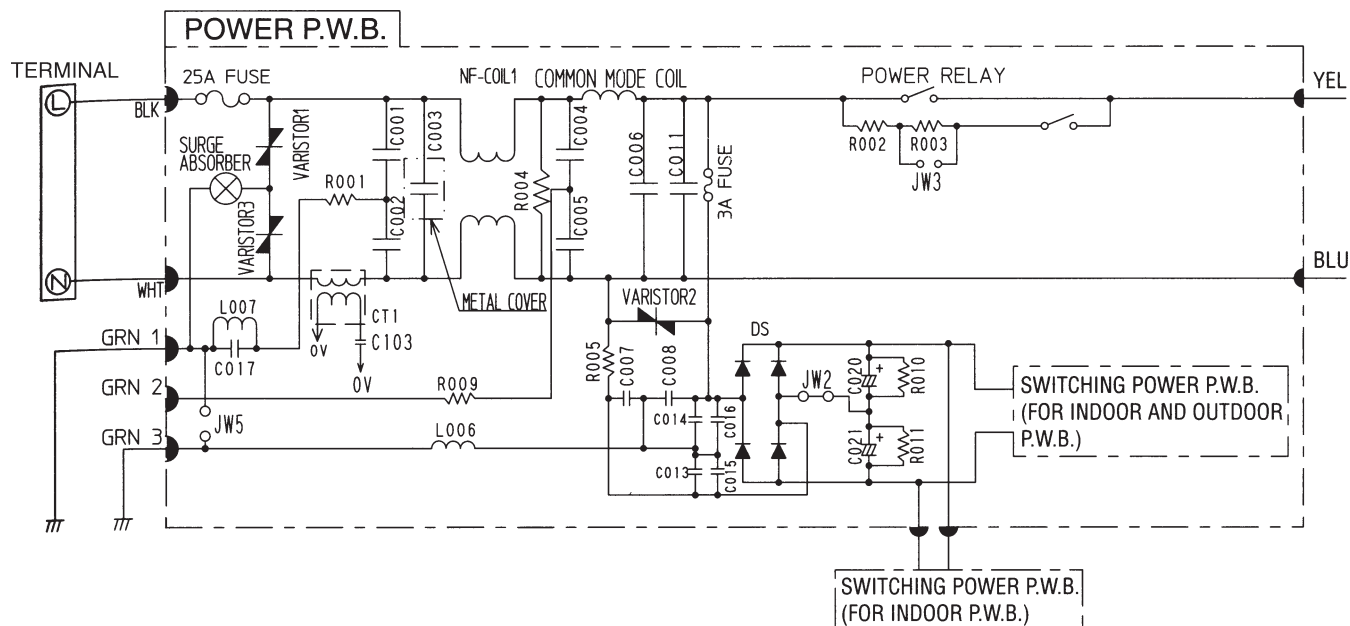 POWER P.W.B.
TERMINAL
L
BLK
25A FUSE
NF-COIL1
COMMON MODE COIL
POWER RELAY
YEL
SURGE
ABSORBER
VARISTOR1
VARISTOR3
R001
C001
C002
C003
R004
C004
C005
C006
C011
3A FUSE
R002
R003
JW3
N
WHT
BLU
METAL COVER
CT1
C103
0V
0V
L007
C017
GRN 1
GRN 2
GRN 3
JW5
R009
L006
VARISTOR2
R005
C007
C008
C014
C016
C013
C015
DS
JW2
C020
+
R010
C021
+
R011
SWITCHING POWER P.W.B.
(FOR INDOOR AND OUTDOOR
P.W.B.)
SWITCHING POWER P.W.B.
(FOR INDOOR P.W.B.)